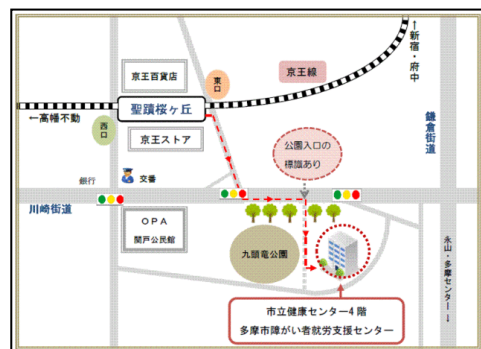 京王百貨店
東口
京王線
←新宿・府中
聖蹟桜ヶ丘
←高幡不動
西口
京王ストア
鎌倉街道
公園入口の
標識あり
銀行
交番
川崎街道
OPA
関戸公民館
九頭竜公園
永山・多摩センター→
市立健康センター4階
多摩市障がい者就労支援センター